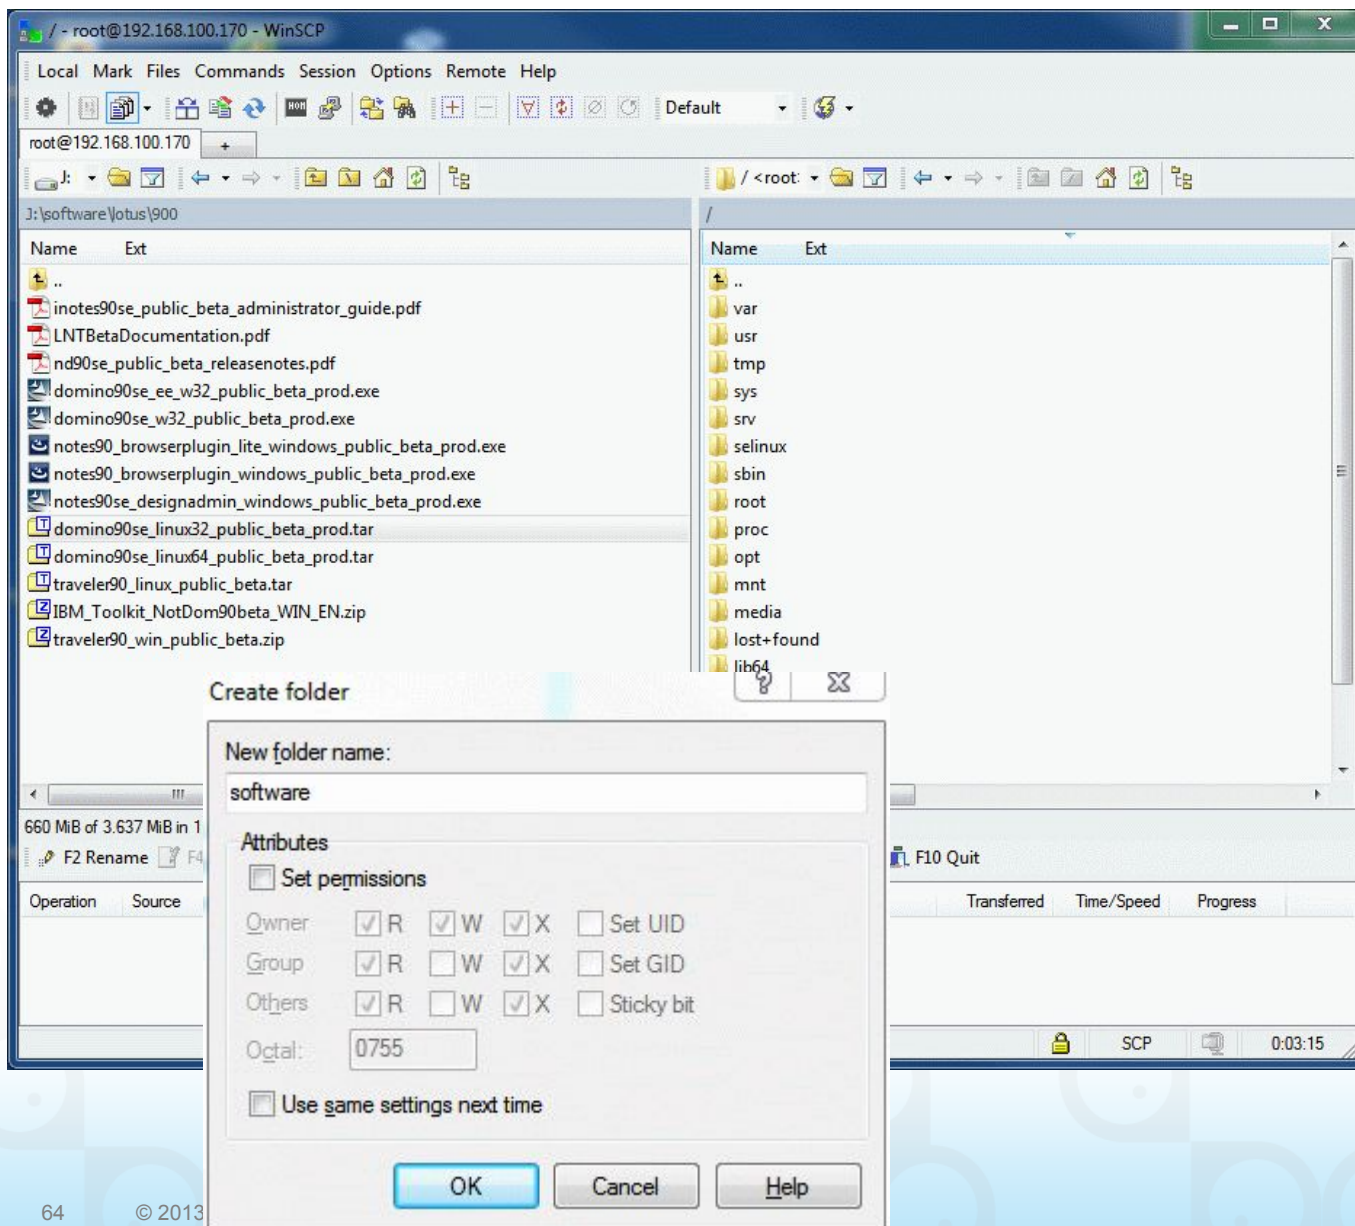 / - root@192.168.100.170 - WinSCP
Local Mark Files Commands Session Options Remote Help
Default
root@192.168.100.170 +
J: / <root:
J:\software\lotus\900
/
Name Ext
Name Ext
..
inotes90se_public_beta_administrator_guide.pdf
LNTBetaDocumentation.pdf
nd90se_public_beta_releasenotes.pdf
domino90se_ee_w32_public_beta_prod.exe
domino90se_w32_public_beta_prod.exe
notes90_browserplugin_lite_windows_public_beta_prod.exe
notes90_browserplugin_windows_public_beta_prod.exe
notes90se_designadmin_windows_public_beta_prod.exe
domino90se_linux32_public_beta_prod.tar
domino90se_linux64_public_beta_prod.tar
traveler90_linux_public_beta.tar
IBM_Toolkit_NotDom90beta_WIN_EN.zip
traveler90_win_public_beta.zip
..
var
usr
tmp
sys
srv
selinux
sbin
root
proc
opt
mnt
media
lost+found
lib64
Create folder
New folder name:
software
Attributes
Set permissions
Owner R W X Set UID
Group R W X Set GID
Others R W X Sticky bit
Octal: 0755
Use same settings next time
OK Cancel Help
660 MiB of 3.637 MiB in 1
F2 Rename F4
F10 Quit
Operation Source
Transferred Time/Speed Progress
SCP 0:03:15
64 © 2013